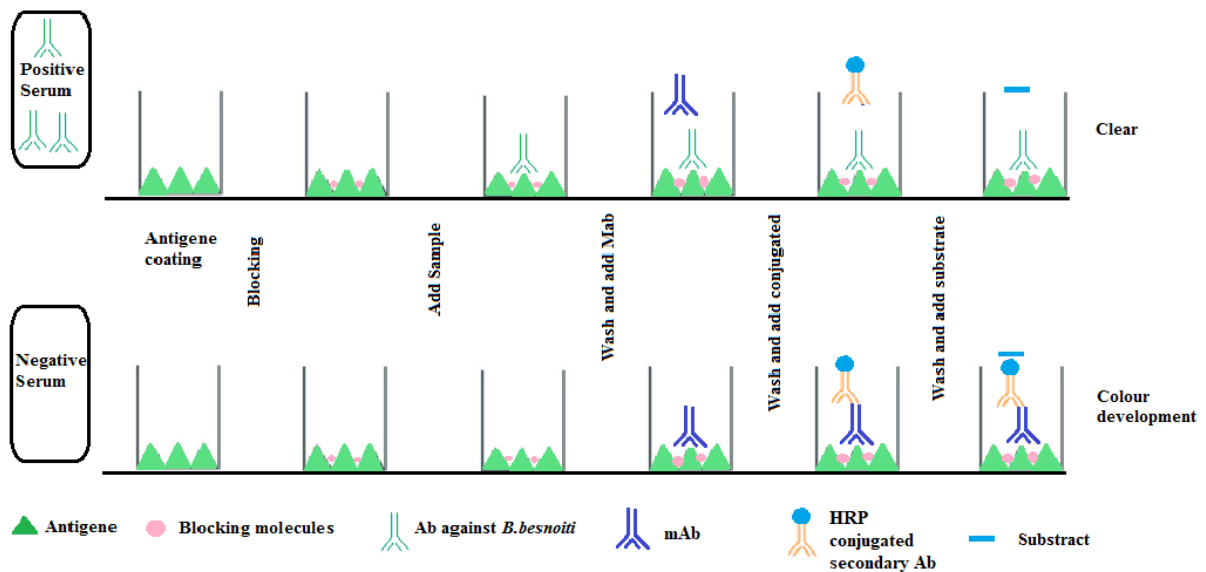 Positive
Serum
Clear
Antigene
coating
Blocking
Add Sample
Wash and add Mab
Wash and add conjugated
Wash and add substrate
Negative
Serum
Colour
development
Antigene
Blocking molecules
Ab against B.besnoiti
mAb
HRP
conjugated
secondary Ab
Substract